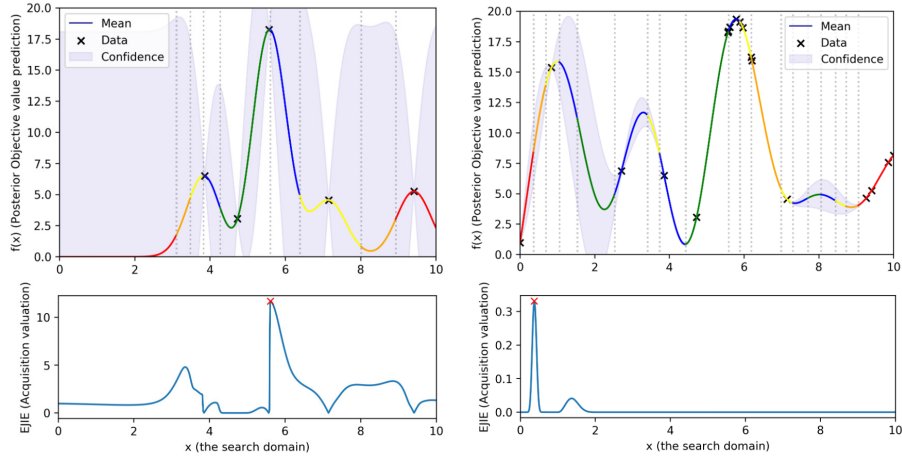 f(x) (Posterior Objective value prediction)
20.0
17.5
15.0
12.5
10.0
7.5
5.0
2.5
0.0
Mean
Data
Confidence
0 2 4 6 8 10
f(x) (Posterior Objective value prediction)
20.0
17.5
15.0
12.5
10.0
7.5
5.0
2.5
0.0
Mean
Data
Confidence
0 2 4 6 8 10
EJIE (Acquisition valuation)
10
5
0
0 2 4 6 8 10
x (the search domain)
EJIE (Acquisition valuation)
0.3
0.2
0.1
0.0
0 2 4 6 8 10
x (the search domain)